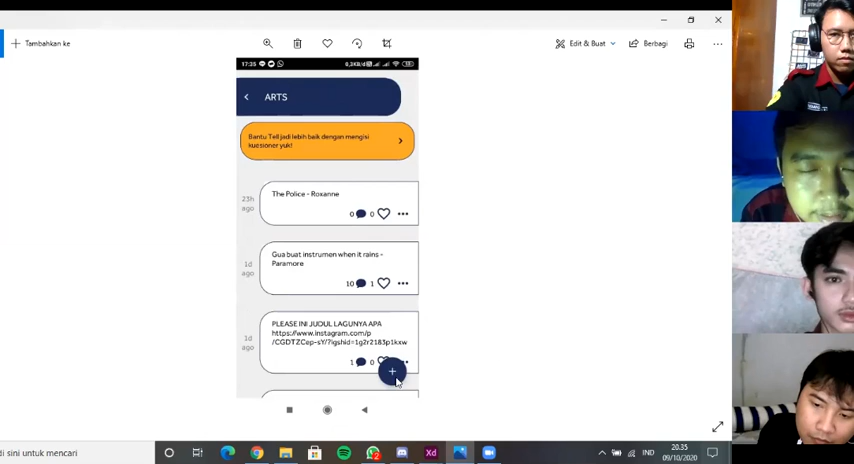 Tambahkan ke
Edit & Buat
Berbagi
17:35
ARTS
Bantu Tell jadi lebih baik dengan mengisi
kuesioner yuk!
23h
ago
The Police - Roxanne
0 0
1d
ago
Gua buat instrumen when it rains -
Paramore
10 1
1d
ago
PLEASE INI JUDUL LAGUNYA APA
https://www.instagram.com/p
/CGDTZCep-sY/?igshid=1g2r2183p1kxw
1 0
di sini untuk mencari
Xd
2
IND
20.35
09/10/2020